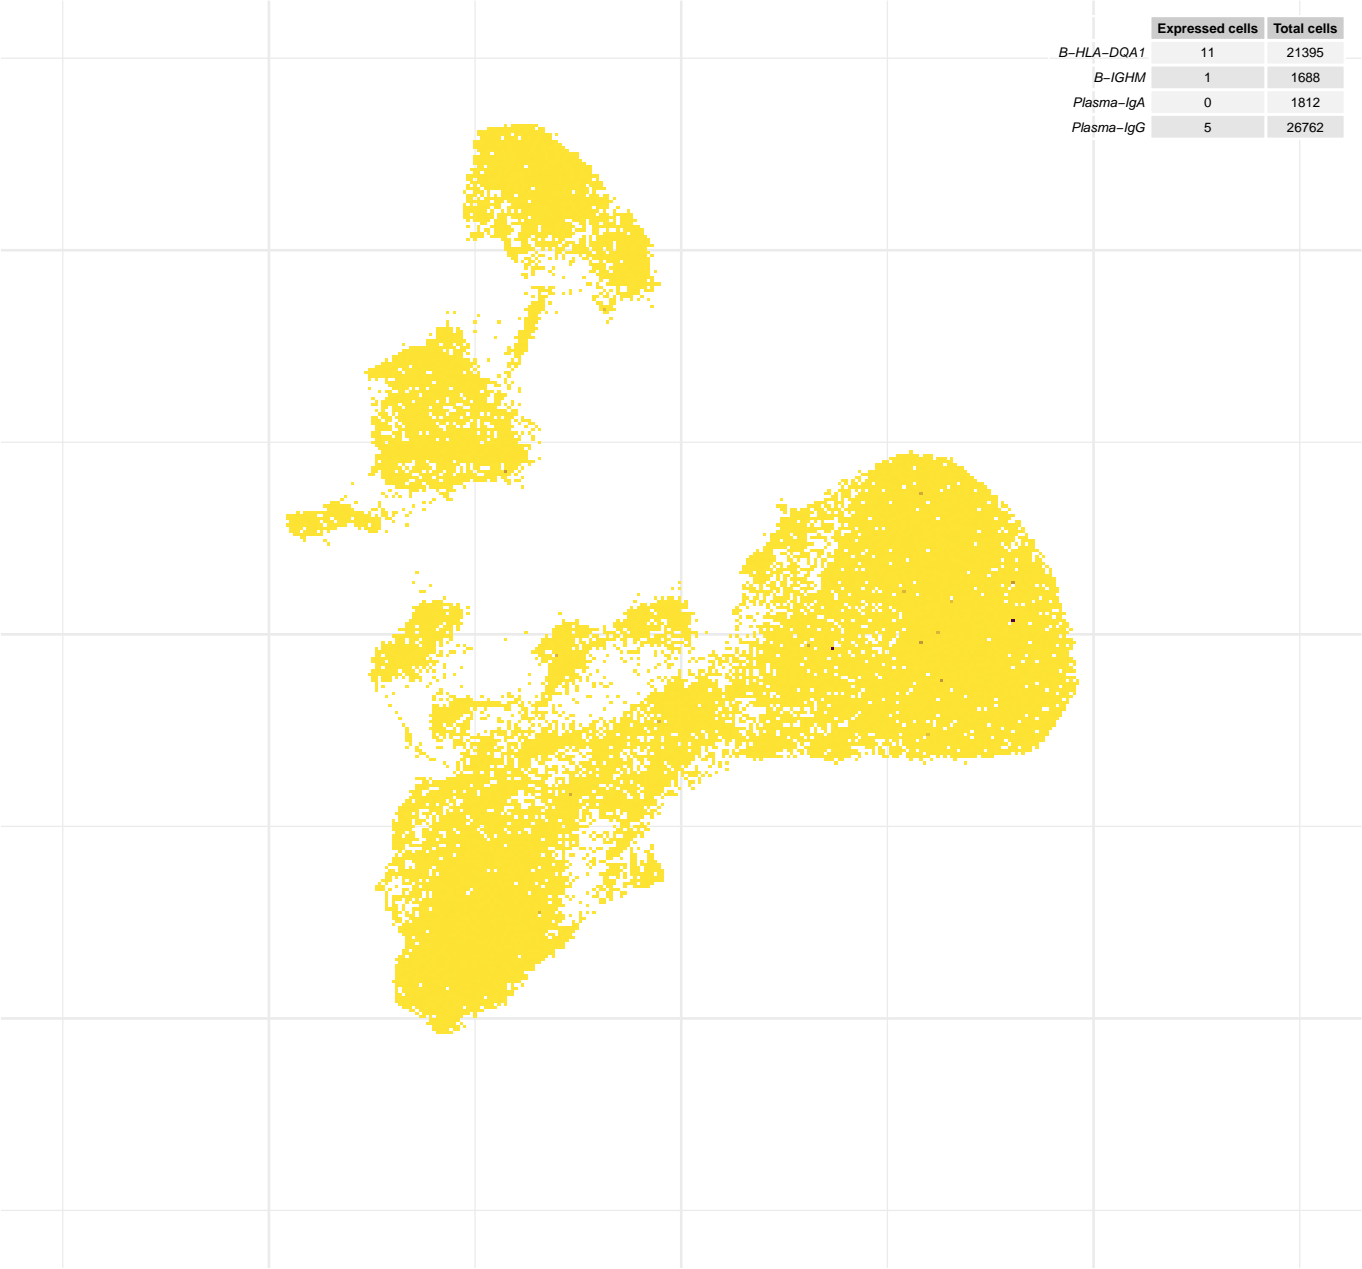 Expressed cells Total cells
B−HLA−DQA1 11 21395
B−IGHM 1 1688
Plasma−IgA 0 1812
Plasma−IgG 5 26762